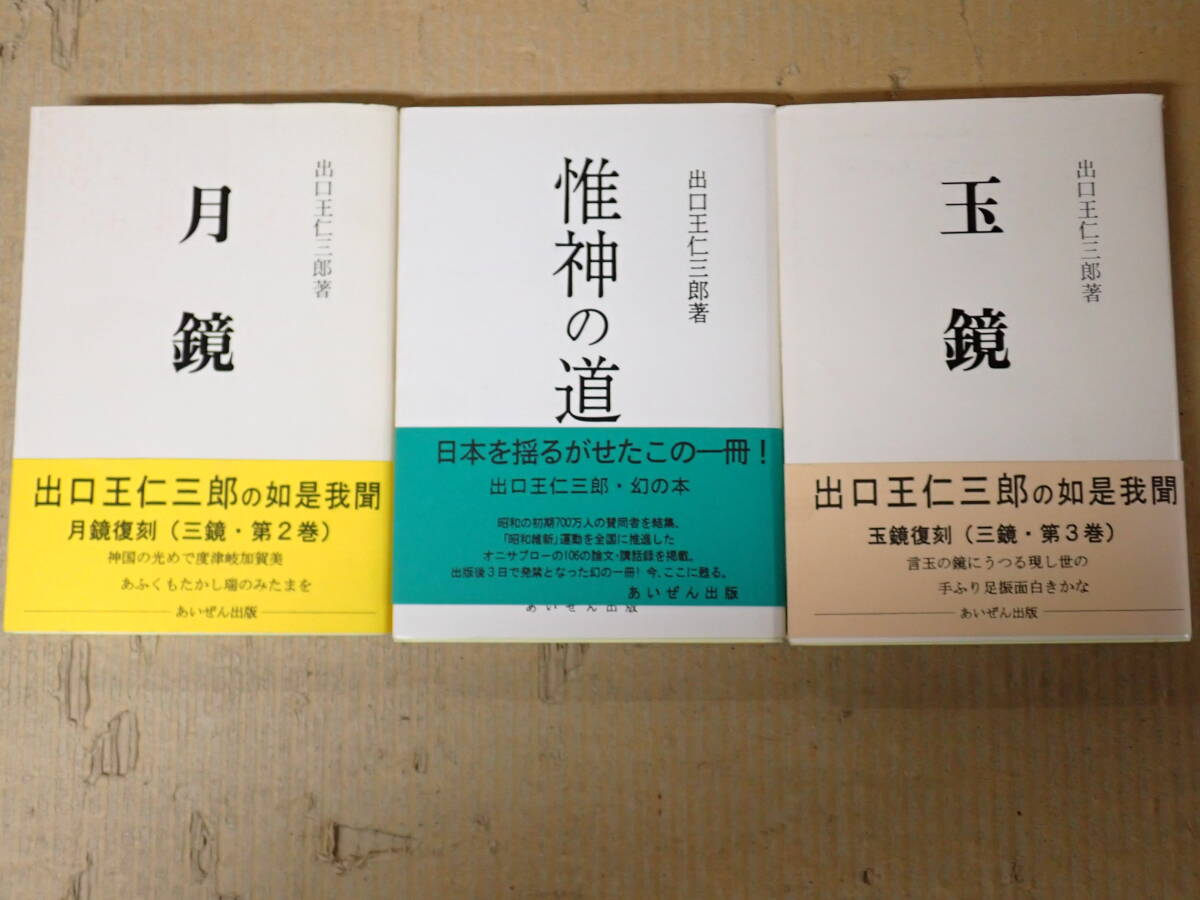 月鏡
出口王仁三郎著
出口王仁三郎の如是我聞
月鏡復刻（三鏡・第２巻）
神国の光めで度津岐加賀美
あふくもたかし瑞のみたまを
あいぜん出版
惟神の道
出口王仁三郎著
日本を揺るがせたこの一冊！
出口王仁三郎・幻の本
昭和の初期700万人の賛同者を結集、
「昭和維新」運動を全国に推進した
オニサブローの106の論文・講話録を掲載。
出版後３日で発禁となった幻の一冊！今、ここに甦る。
あいぜん出版
あいぜん出版
玉鏡
出口王仁三郎著
出口王仁三郎の如是我聞
玉鏡復刻（三鏡・第３巻）
言玉の鏡にうつる現し世の
手ふり足振面白きかな
あいぜん出版